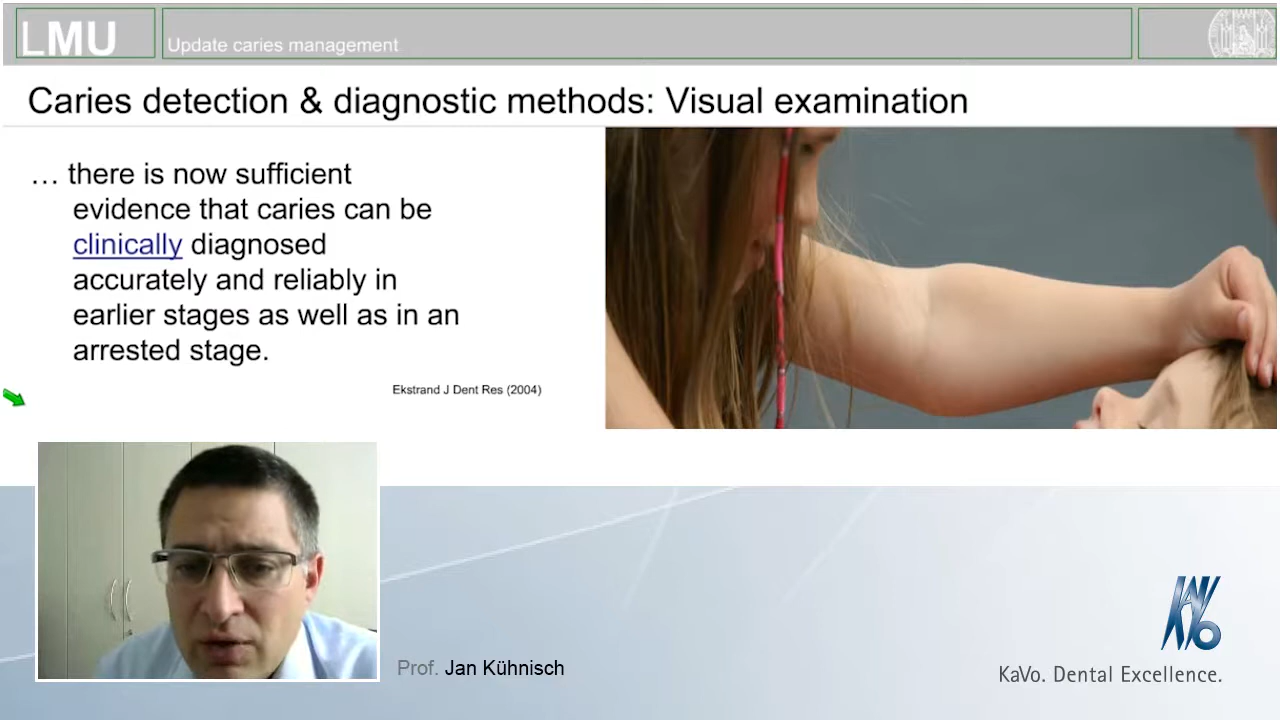 LMU
Update caries management
Caries detection & diagnostic methods: Visual examination
… there is now sufficient
evidence that caries can be
clinically diagnosed
accurately and reliably in
earlier stages as well as in an
arrested stage.
Ekstrand J Dent Res (2004)
Prof. Jan Kühnisch
KAVO
KaVo. Dental Excellence.